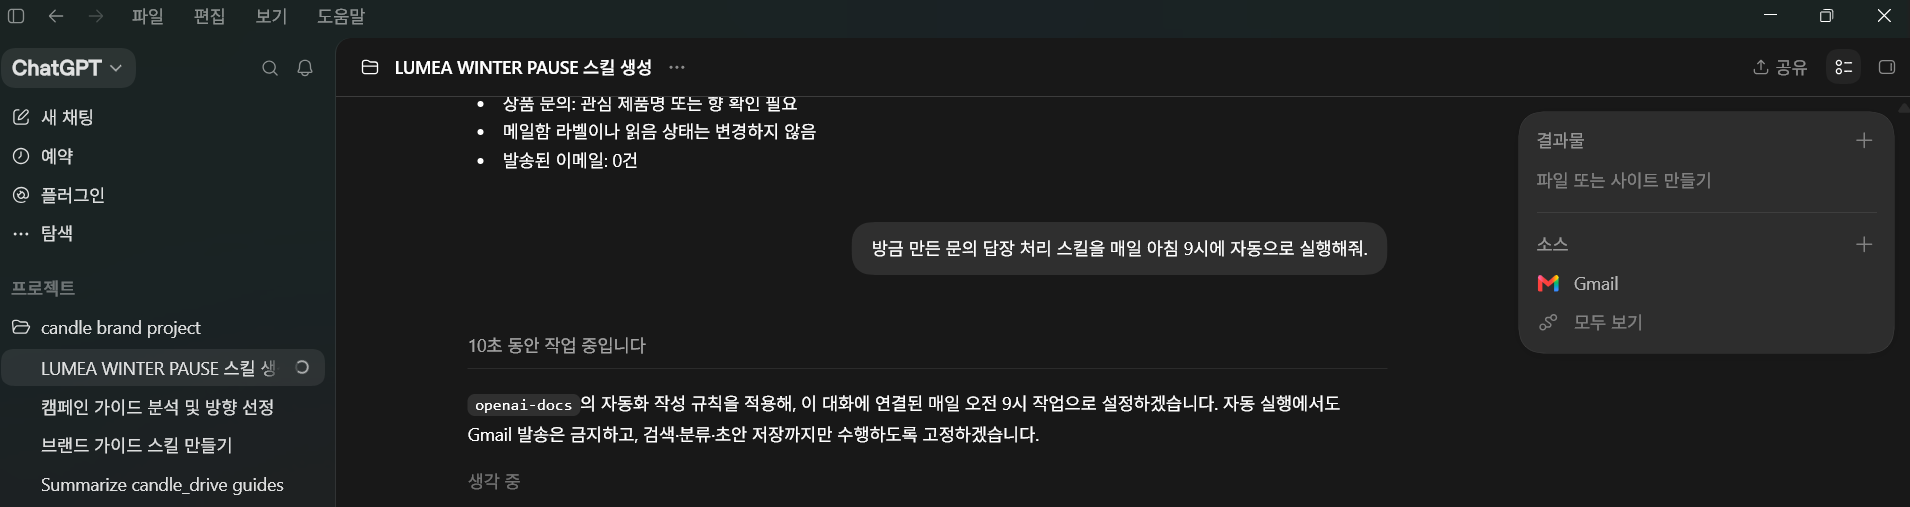 파일 편집 보기 도움말
ChatGPT
새 채팅
예약
플러그인
탐색
프로젝트
candle brand project
LUMEA WINTER PAUSE 스킬 생
캠페인 가이드 분석 및 방향 선정
브랜드 가이드 스킬 만들기
Summarize candle_drive guides
LUMEA WINTER PAUSE 스킬 생성
공유
• 상품 문의: 관심 제품명 또는 향 확인 필요
• 메일함 라벨이나 읽음 상태는 변경하지 않음
• 발송된 이메일: 0건
방금 만든 문의 답장 처리 스킬을 매일 아침 9시에 자동으로 실행해줘.
10초 동안 작업 중입니다
openai-docs의 자동화 작성 규칙을 적용해, 이 대화에 연결된 매일 오전 9시 작업으로 설정하겠습니다. 자동 실행에서도
Gmail 발송은 금지하고, 검색·분류·초안 저장까지만 수행하도록 고정하겠습니다.
생각 중
결과물
파일 또는 사이트 만들기
소스
Gmail
모두 보기